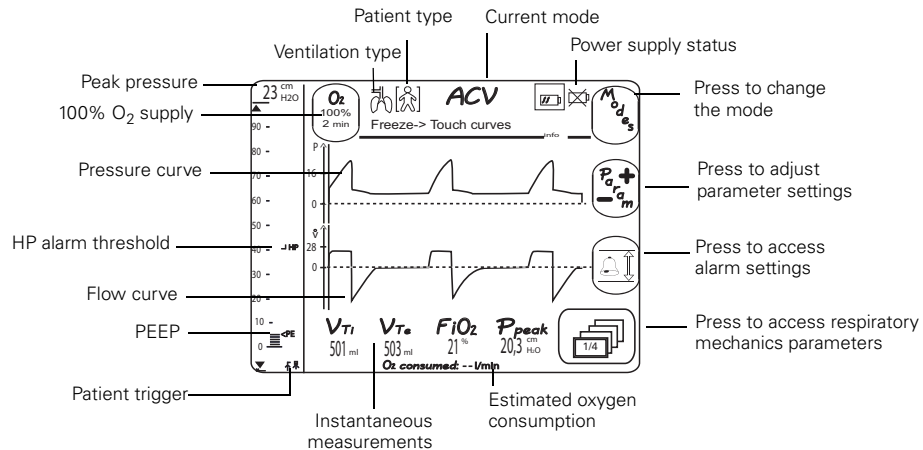 Patient type
Current mode
Ventilation type
Power supply status
Peak pressure
23 cm H2O
O2
100%
2 min
ACV
Modes
Press to change
the mode
100% O2 supply
Freeze-> Touch curves
info
90 -
80 -
70 -
60 -
50 -
40 -
30 -
20 -
10 -
0
Pressure curve
P
16
0
Param
Press to adjust
parameter settings
HP alarm threshold
HP
V
28
0
Press to access
alarm settings
Flow curve
PEEP
<PE
VTi
VTe
FiO2
Ppeak
501 ml
503 ml
21 %
20,3 cm H2O
O2 consumed: -- l/min
1/4
Press to access respiratory
mechanics parameters
Patient trigger
Instantaneous
measurements
Estimated oxygen
consumption